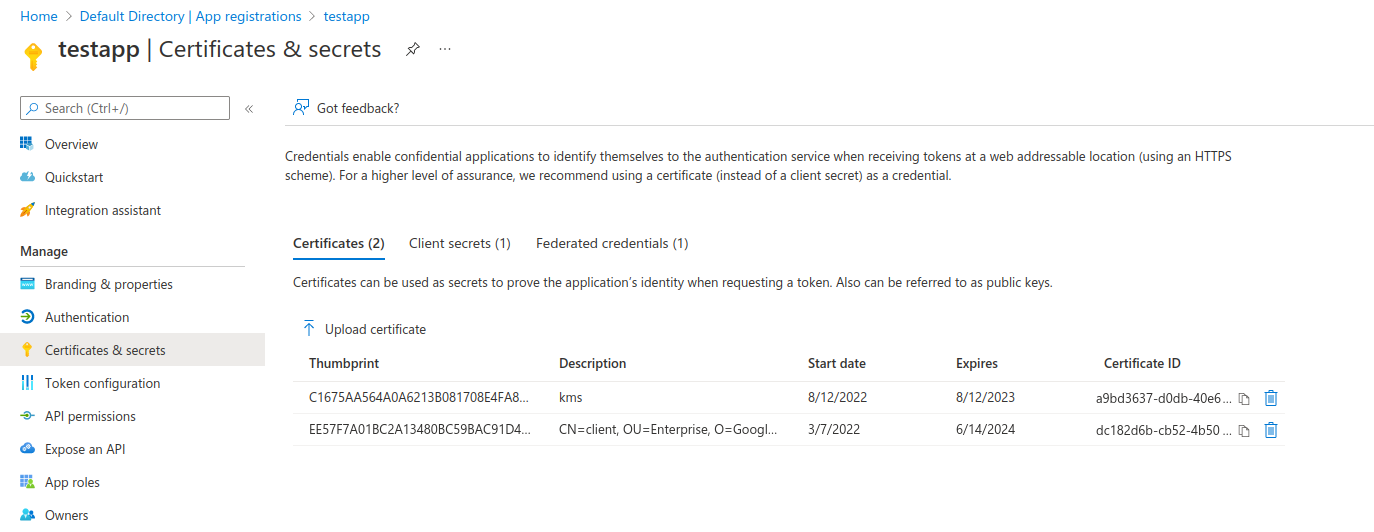 Home > Default Directory | App registrations > testapp
testapp | Certificates & secrets ···
Search (Ctrl+/) «
Overview
Quickstart
Integration assistant
Manage
Branding & properties
Authentication
Certificates & secrets
Token configuration
API permissions
Expose an API
App roles
Owners
Got feedback?
Credentials enable confidential applications to identify themselves to the authentication service when receiving tokens at a web addressable location (using an HTTPS
scheme). For a higher level of assurance, we recommend using a certificate (instead of a client secret) as a credential.
Certificates (2) Client secrets (1) Federated credentials (1)
Certificates can be used as secrets to prove the application's identity when requesting a token. Also can be referred to as public keys.
Upload certificate
Thumbprint Description Start date Expires Certificate ID
C1675AA564A0A6213B081708E4FA8... kms 8/12/2022 8/12/2023 a9bd3637-d0db-40e6...
EE57F7A01BC2A13480BC59BAC91D4... CN=client, OU=Enterprise, O=Googl... 3/7/2022 6/14/2024 dc182d6b-cb52-4b50...